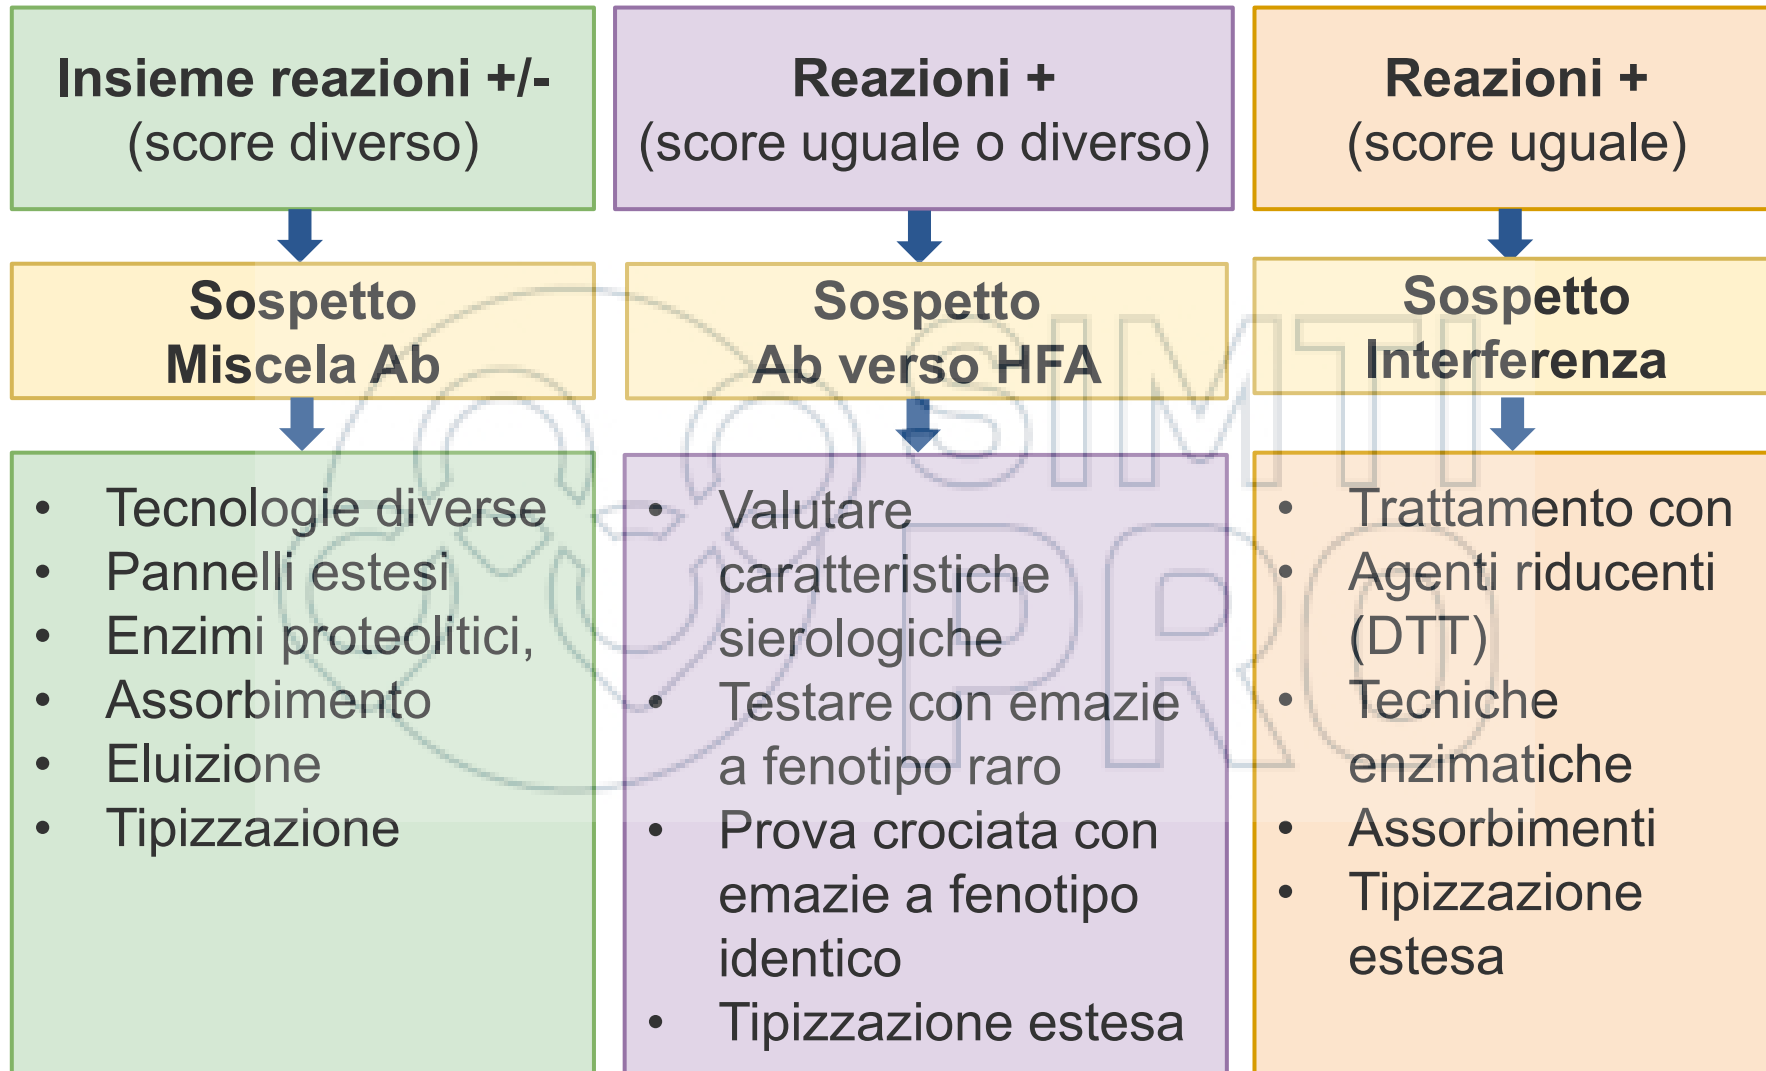 Insieme reazioni +/-
(score diverso)
Sospetto
Miscela Ab
• Tecnologie diverse
• Pannelli estesi
• Enzimi proteolitici,
• Assorbimento
• Eluizione
• Tipizzazione
Reazioni +
(score uguale o diverso)
Sospetto
Ab verso HFA
• Valutare
caratteristiche
sierologiche
• Testare con emazie
a fenotipo raro
• Prova crociata con
emazie a fenotipo
identico
• Tipizzazione estesa
Reazioni +
(score uguale)
Sospetto
Interferenza
• Trattamento con
• Agenti riducenti
(DTT)
• Tecniche
enzimatiche
• Assorbimenti
• Tipizzazione
estesa
SIMTI
PRO